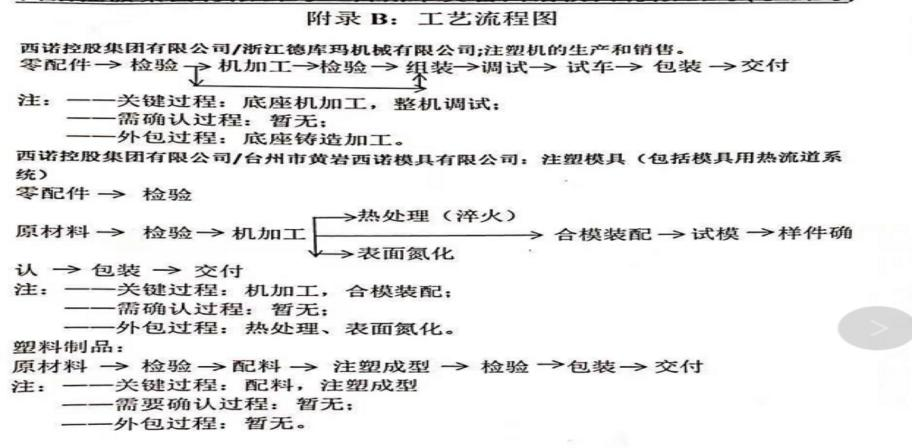 附录 B：工艺流程图
西诺控股集团有限公司/浙江德库玛机械有限公司;注塑机的生产和销售。
零配件→ 检验 → 机加工→检验→ 组装→调试→ 试车→ 包装 →交付
注：——关键过程：底座机加工，整机调试；
——需确认过程：暂无；
——外包过程：底座铸造加工。
西诺控股集团有限公司/台州市黄岩西诺模具有限公司：注塑模具（包括模具用热流道系
统）
零配件 → 检验
→热处理（淬火）
原材料 → 检验→ 机加工 → 合模装配 →试模 →样件确
→表面氮化
认 → 包装 → 交付
注：——关键过程：机加工，合模装配；
——需确认过程：暂无；
——外包过程：热处理、表面氮化。
塑料制品：
原材料 → 检验 →配料 → 注塑成型 → 检验 →包装→ 交付
注：——关键过程：配料，注塑成型
——需要确认过程：暂无；
——外包过程：暂无。